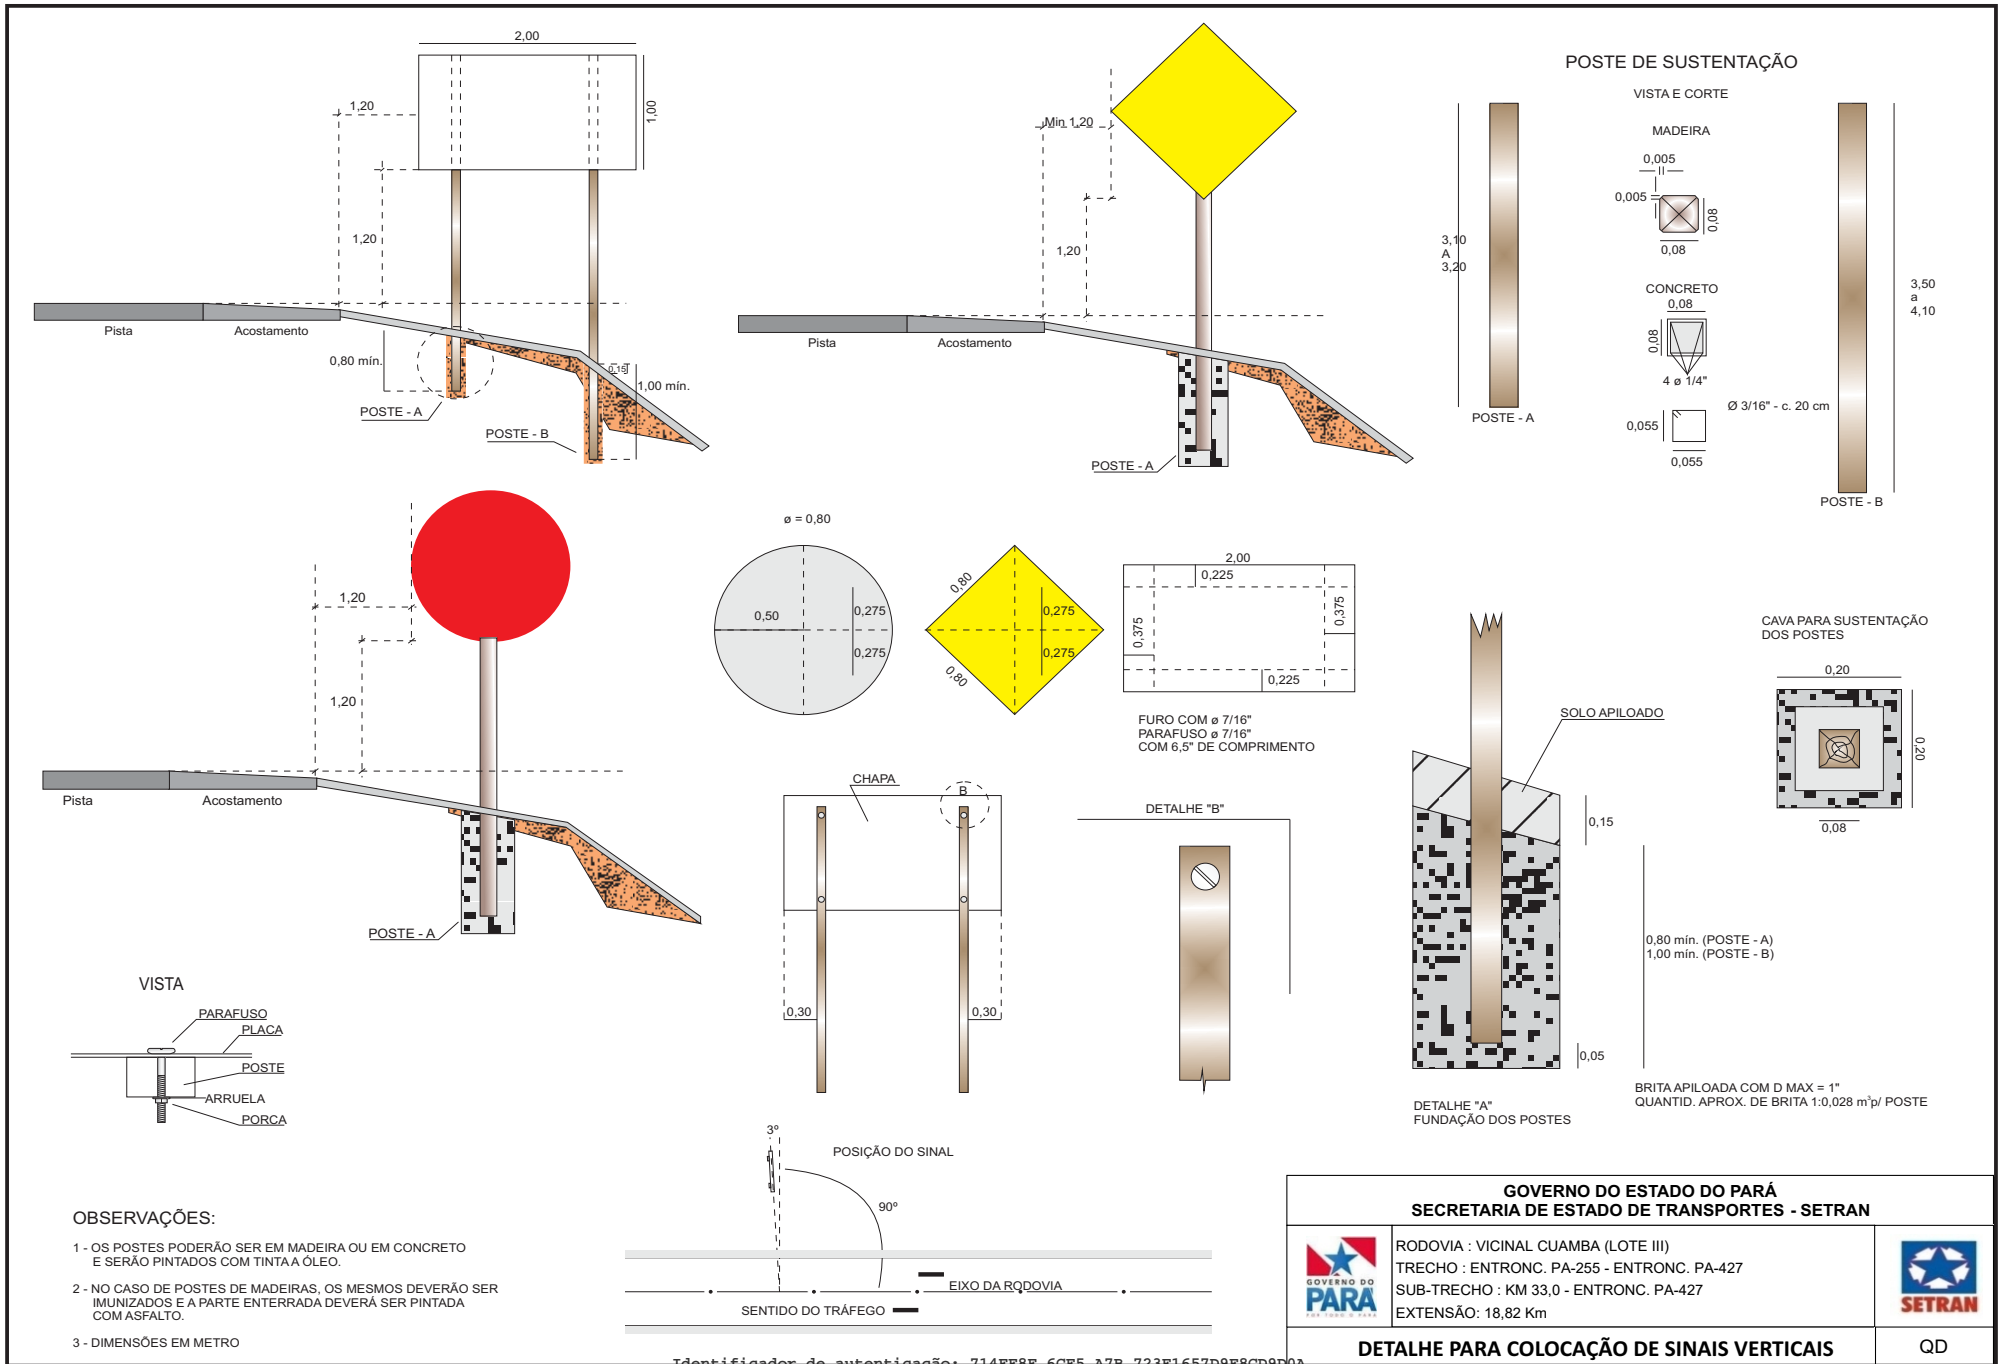 2,00
1,20
1,00
1,20
Pista
Acostamento
0,80 mín.
0,15
1,00 mín.
POSTE - A
POSTE - B
Min 1,20
1,20
Pista
Acostamento
POSTE - A
POSTE DE SUSTENTAÇÃO
VISTA E CORTE
MADEIRA
0,005
0,005
0,08
0,08
3,10
A
3,20
CONCRETO
0,08
0,08
4 ø 1/4"
3,50
a
4,10
Ø 3/16" - c. 20 cm
0,055
0,055
POSTE - A
POSTE - B
1,20
1,20
Pista
Acostamento
POSTE - A
ø = 0,80
0,50
0,275
0,275
0,80
0,80
0,275
0,275
2,00
0,225
0,375
0,375
0,225
FURO COM ø 7/16"
PARAFUSO ø 7/16"
COM 6,5" DE COMPRIMENTO
CHAPA
B
0,30
0,30
DETALHE "B"
SOLO APILOADO
0,15
0,80 mín. (POSTE - A)
1,00 mín. (POSTE - B)
0,05
BRITA APILOADA COM D MAX = 1"
QUANTID. APROX. DE BRITA 1:0,028 m³p/ POSTE
DETALHE "A"
FUNDAÇÃO DOS POSTES
CAVA PARA SUSTENTAÇÃO
DOS POSTES
0,20
0,20
0,08
VISTA
PARAFUSO
PLACA
POSTE
ARRUELA
PORCA
3º
POSIÇÃO DO SINAL
90º
EIXO DA RODOVIA
SENTIDO DO TRÁFEGO
OBSERVAÇÕES:
1 - OS POSTES PODERÃO SER EM MADEIRA OU EM CONCRETO
E SERÃO PINTADOS COM TINTA A ÓLEO.
2 - NO CASO DE POSTES DE MADEIRAS, OS MESMOS DEVERÃO SER
IMUNIZADOS E A PARTE ENTERRADA DEVERÁ SER PINTADA
COM ASFALTO.
3 - DIMENSÕES EM METRO
GOVERNO DO ESTADO DO PARÁ
SECRETARIA DE ESTADO DE TRANSPORTES - SETRAN
GOVERNO DO
PARÁ
POR TODO O PARÁ
RODOVIA : VICINAL CUAMBA (LOTE III)
TRECHO : ENTRONC. PA-255 - ENTRONC. PA-427
SUB-TRECHO : KM 33,0 - ENTRONC. PA-427
EXTENSÃO: 18,82 Km
SETRAN
DETALHE PARA COLOCAÇÃO DE SINAIS VERTICAIS
QD
Identificador de autenticação: